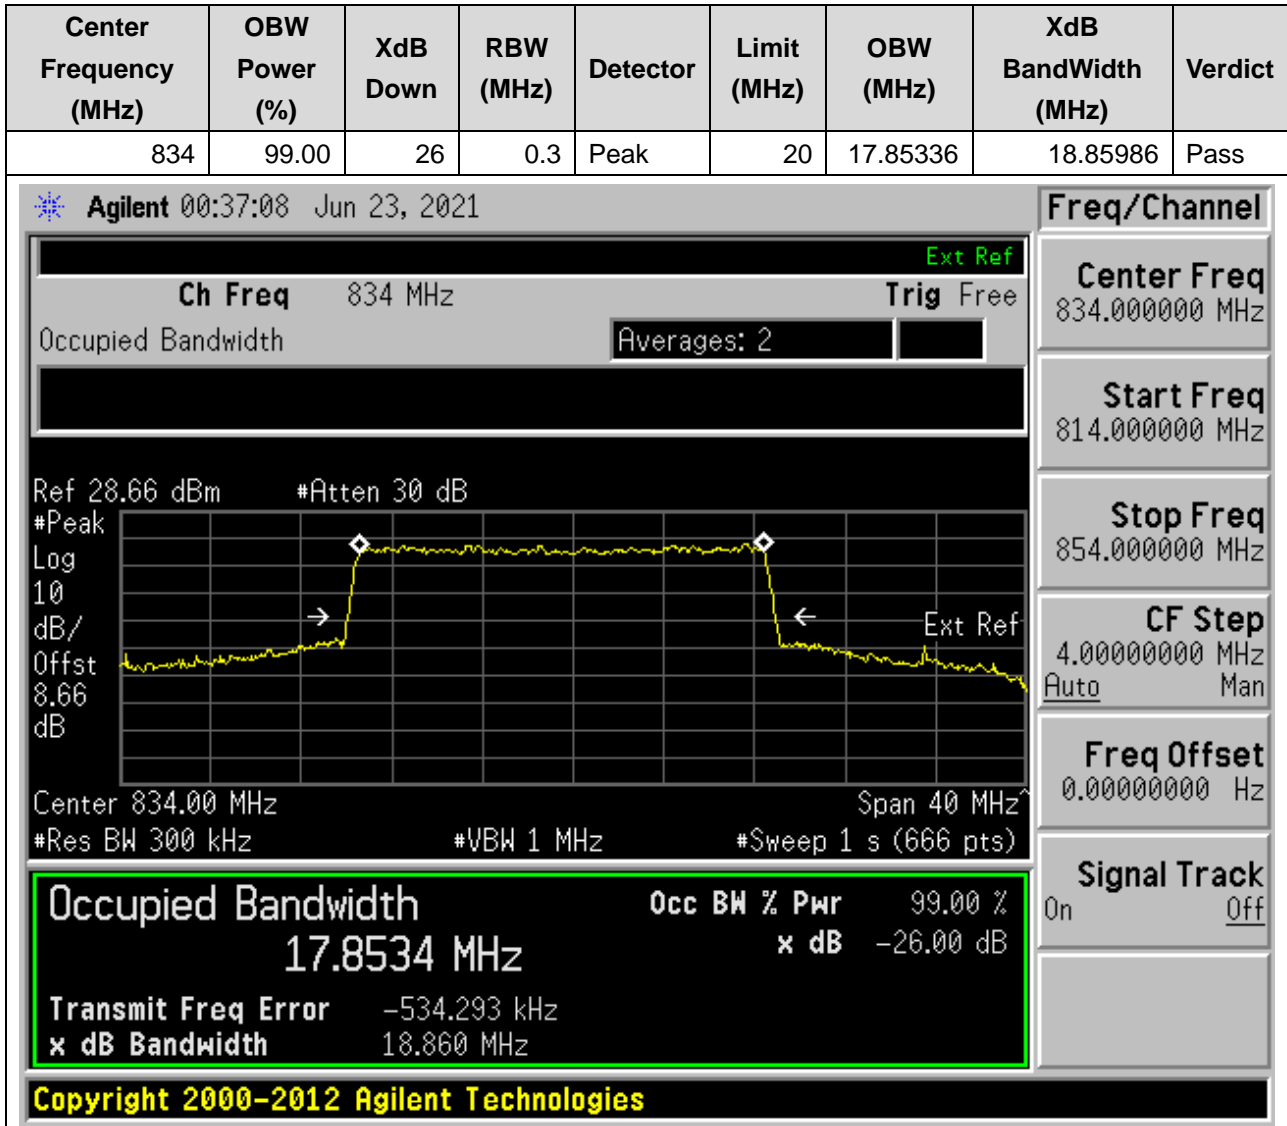 Center Frequency (MHz) OBW Power (%) XdB Down RBW (MHz) Detector Limit (MHz) OBW (MHz) XdB BandWidth (MHz) Verdict
834 99.00 26 0.3 Peak 20 17.85336 18.85986 Pass
Agilent 00:37:08 Jun 23, 2021
Freq/Channel
Ext Ref
Ch Freq 834 MHz Trig Free
Occupied Bandwidth Averages: 2
Center Freq
834.000000 MHz
Start Freq
814.000000 MHz
Stop Freq
854.000000 MHz
CF Step
4.00000000 MHz
Auto Man
Freq Offset
0.00000000 Hz
Signal Track
On Off
Ref 28.66 dBm #Atten 30 dB
#Peak
Log
10
dB/
Offst
8.66
dB
Ext Ref
Center 834.00 MHz Span 40 MHz^
#Res BW 300 kHz #VBW 1 MHz #Sweep 1 s (666 pts)
Occupied Bandwidth
17.8534 MHz
Occ BW % Pwr 99.00 %
x dB -26.00 dB
Transmit Freq Error -534.293 kHz
x dB Bandwidth 18.860 MHz
Copyright 2000-2012 Agilent Technologies